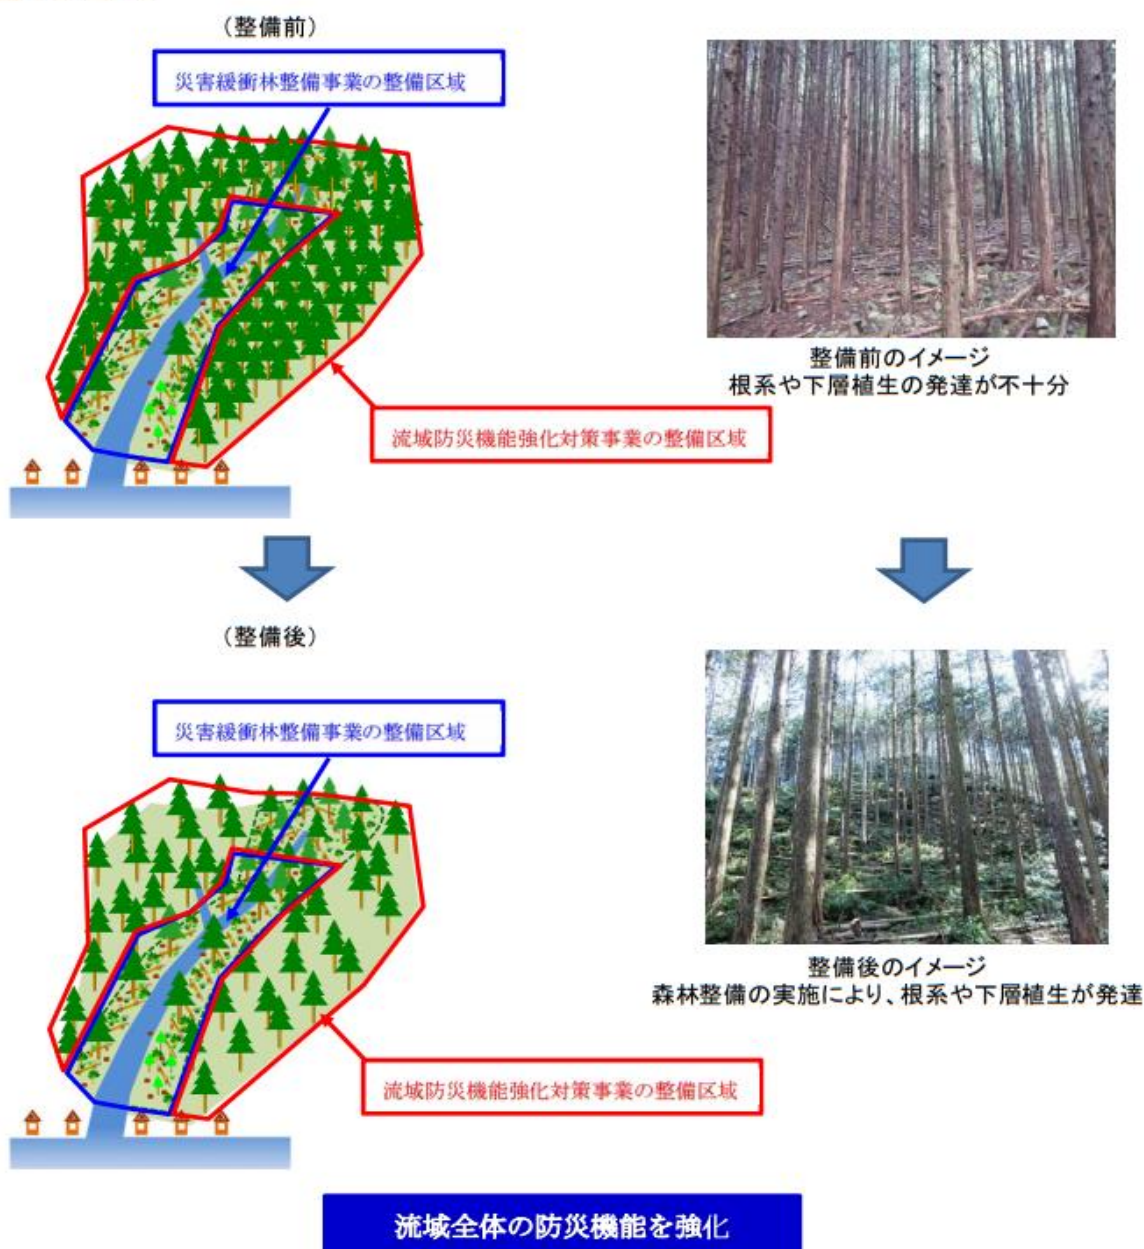 （整備前）
災害緩衝林整備事業の整備区域
整備前のイメージ
根系や下層植生の発達が不十分
流域防災機能強化対策事業の整備区域
（整備後）
災害緩衝林整備事業の整備区域
整備後のイメージ
森林整備の実施により、根系や下層植生が発達
流域防災機能強化対策事業の整備区域
流域全体の防災機能を強化